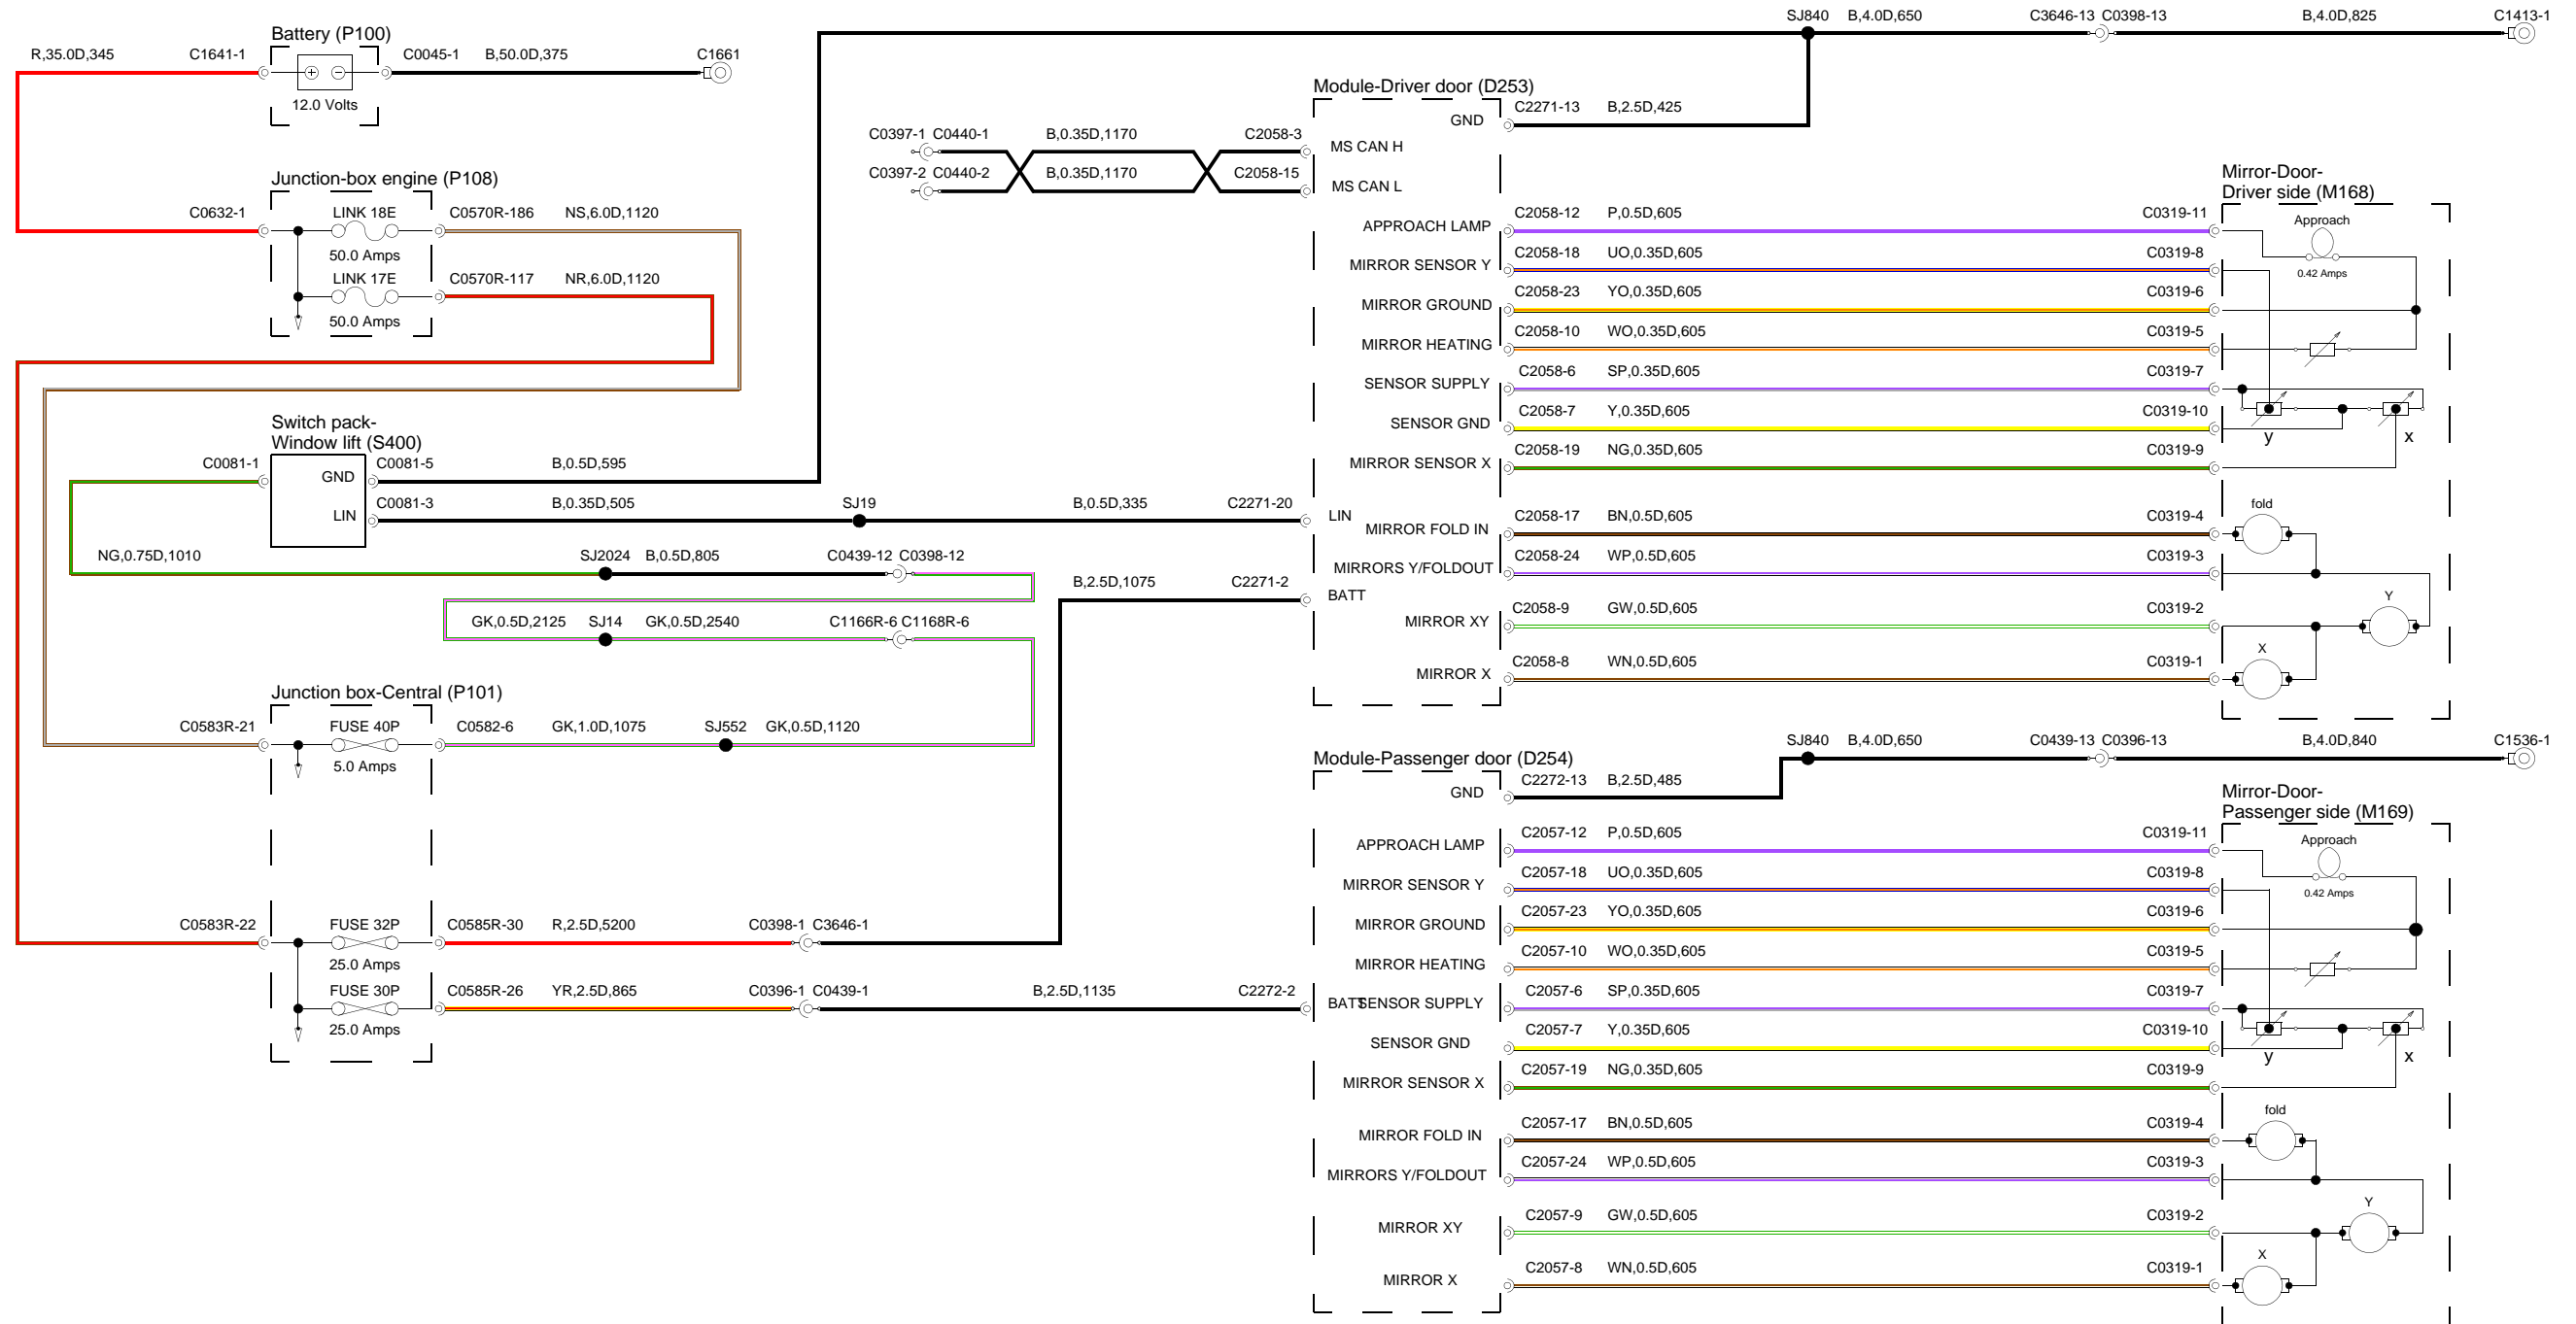 SJ840 B,4.0D,650 C3646-13 C0398-13 B,4.0D,825 C1413-1
Battery (P100)
R,35.0D,345 C1641-1 C0045-1 B,50.0D,375 C1661
12.0 Volts
Junction-box engine (P108)
C0632-1 LINK 18E C0570R-186 NS,6.0D,1120
50.0 Amps
LINK 17E C0570R-117 NR,6.0D,1120
50.0 Amps
Switch pack-
Window lift (S400)
C0081-1 GND C0081-5 B,0.5D,595
LIN C0081-3 B,0.35D,505 SJ19 B,0.5D,335 C2271-20
NG,0.75D,1010 SJ2024 B,0.5D,805 C0439-12 C0398-12
B,2.5D,1075 C2271-2
GK,0.5D,2125 SJ14 GK,0.5D,2540 C1166R-6 C1168R-6
Junction box-Central (P101)
C0583R-21 FUSE 40P C0582-6 GK,1.0D,1075 SJ552 GK,0.5D,1120
5.0 Amps
C0583R-22 FUSE 32P C0585R-30 R,2.5D,5200 C0398-1 C3646-1
25.0 Amps
FUSE 30P C0585R-26 YR,2.5D,865 C0396-1 C0439-1 B,2.5D,1135 C2272-2
25.0 Amps
Module-Driver door (D253)
GND C2271-13 B,2.5D,425
C0397-1 C0440-1 B,0.35D,1170 C2058-3 MS CAN H
C0397-2 C0440-2 B,0.35D,1170 C2058-15 MS CAN L
Mirror-Door-
Driver side (M168)
APPROACH LAMP C2058-12 P,0.5D,605 C0319-11 Approach
MIRROR SENSOR Y C2058-18 UO,0.35D,605 C0319-8
0.42 Amps
MIRROR GROUND C2058-23 YO,0.35D,605 C0319-6
MIRROR HEATING C2058-10 WO,0.35D,605 C0319-5
SENSOR SUPPLY C2058-6 SP,0.35D,605 C0319-7
SENSOR GND C2058-7 Y,0.35D,605 C0319-10
y x
MIRROR SENSOR X C2058-19 NG,0.35D,605 C0319-9
fold
LIN
MIRROR FOLD IN C2058-17 BN,0.5D,605 C0319-4
MIRRORS Y/FOLDOUT C2058-24 WP,0.5D,605 C0319-3
BATT
Y
MIRROR XY C2058-9 GW,0.5D,605 C0319-2
X
MIRROR X C2058-8 WN,0.5D,605 C0319-1
Module-Passenger door (D254)
SJ840 B,4.0D,650 C0439-13 C0396-13 B,4.0D,840 C1536-1
GND C2272-13 B,2.5D,485
Mirror-Door-
Passenger side (M169)
APPROACH LAMP C2057-12 P,0.5D,605 C0319-11 Approach
MIRROR SENSOR Y C2057-18 UO,0.35D,605 C0319-8
0.42 Amps
MIRROR GROUND C2057-23 YO,0.35D,605 C0319-6
MIRROR HEATING C2057-10 WO,0.35D,605 C0319-5
BATT SENSOR SUPPLY C2057-6 SP,0.35D,605 C0319-7
SENSOR GND C2057-7 Y,0.35D,605 C0319-10
y x
MIRROR SENSOR X C2057-19 NG,0.35D,605 C0319-9
fold
MIRROR FOLD IN C2057-17 BN,0.5D,605 C0319-4
MIRRORS Y/FOLDOUT C2057-24 WP,0.5D,605 C0319-3
Y
MIRROR XY C2057-9 GW,0.5D,605 C0319-2
X
MIRROR X C2057-8 WN,0.5D,605 C0319-1